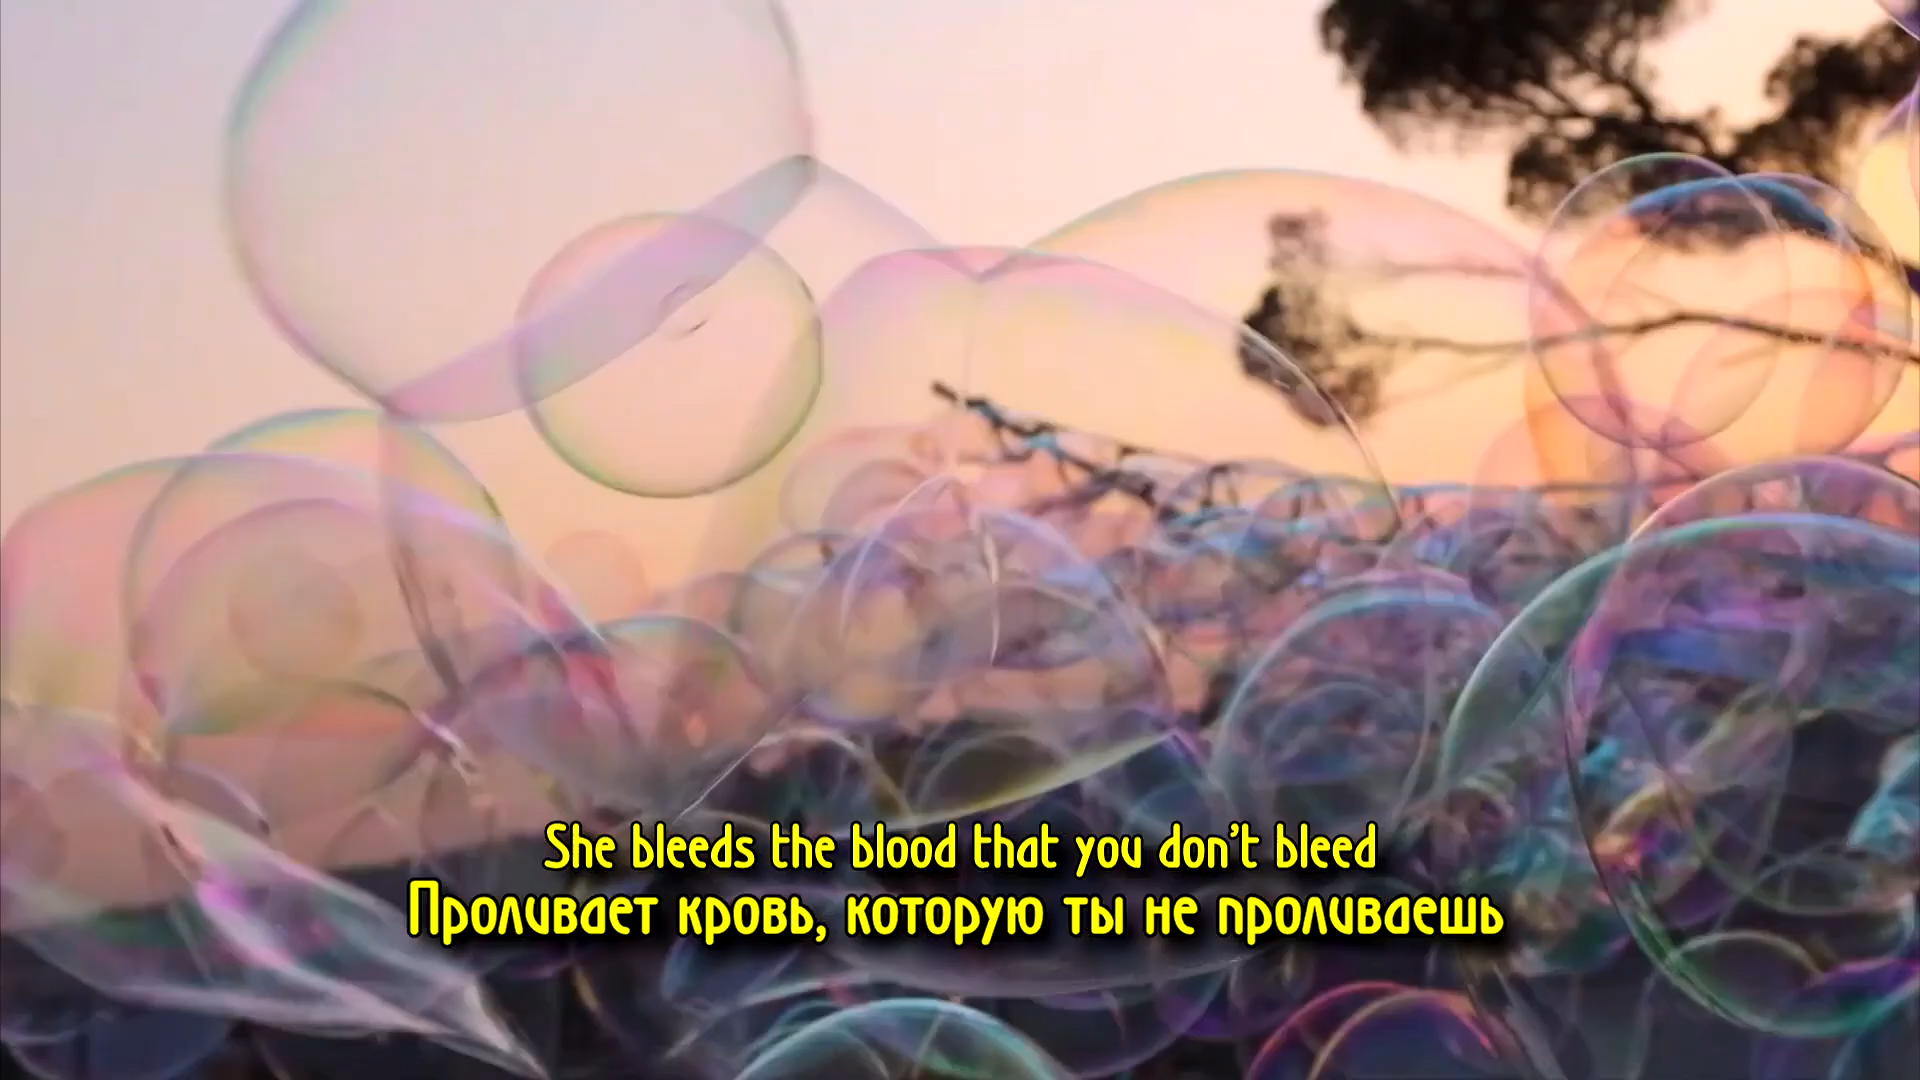 She bleeds the blood that you don't bleed
Проливает кровь, которую ты не проливаешь